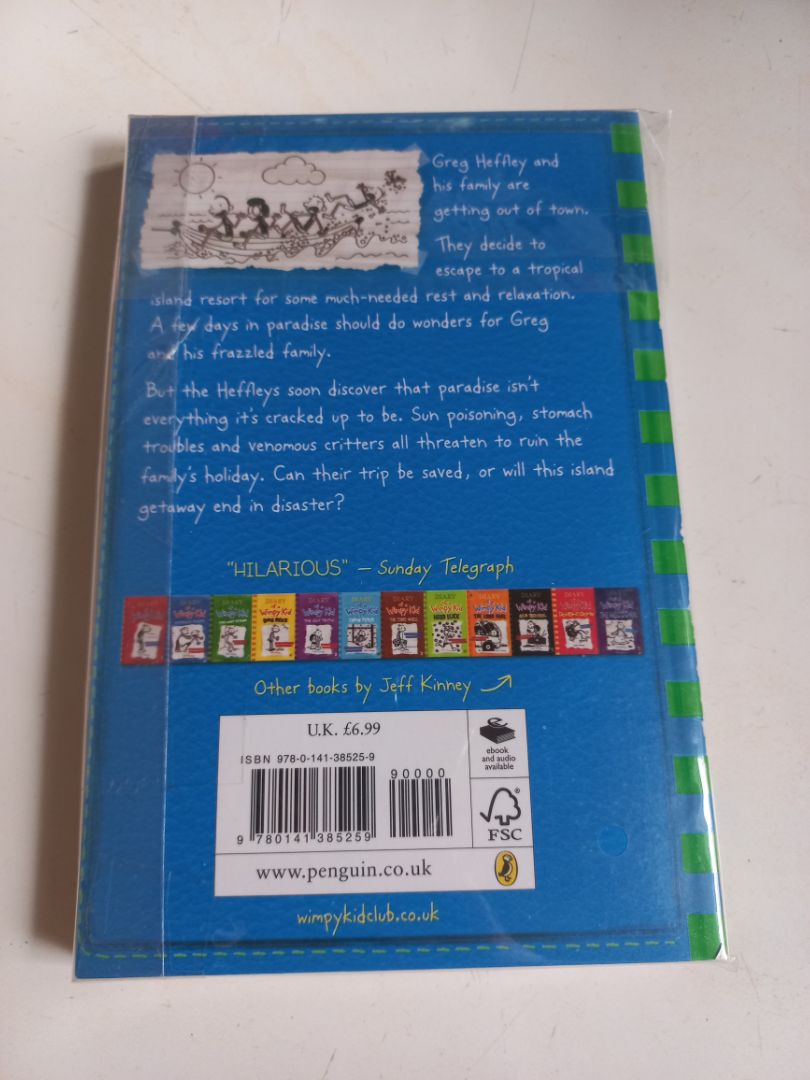 Greg Heffley and
his family are
getting out of town.
They decide to
escape to a tropical
island resort for some much-needed rest and relaxation.
A few days in paradise should do wonders for Greg
and his frazzled family.
But the Heffleys soon discover that paradise isn't
everything it's cracked up to be. Sun poisoning, stomach
troubles and venomous critters all threaten to ruin the
family's holiday. Can their trip be saved, or will this island
getaway end in disaster?
"HILARIOUS" – Sunday Telegraph
DIARY of a Wimpy Kid
Other books by Jeff Kinney
U.K. £6.99
ISBN 978-0-141-38525-9
90000
9 780141 385259
ebook
and audio
available
FSC
www.penguin.co.uk
wimpykidclub.co.uk